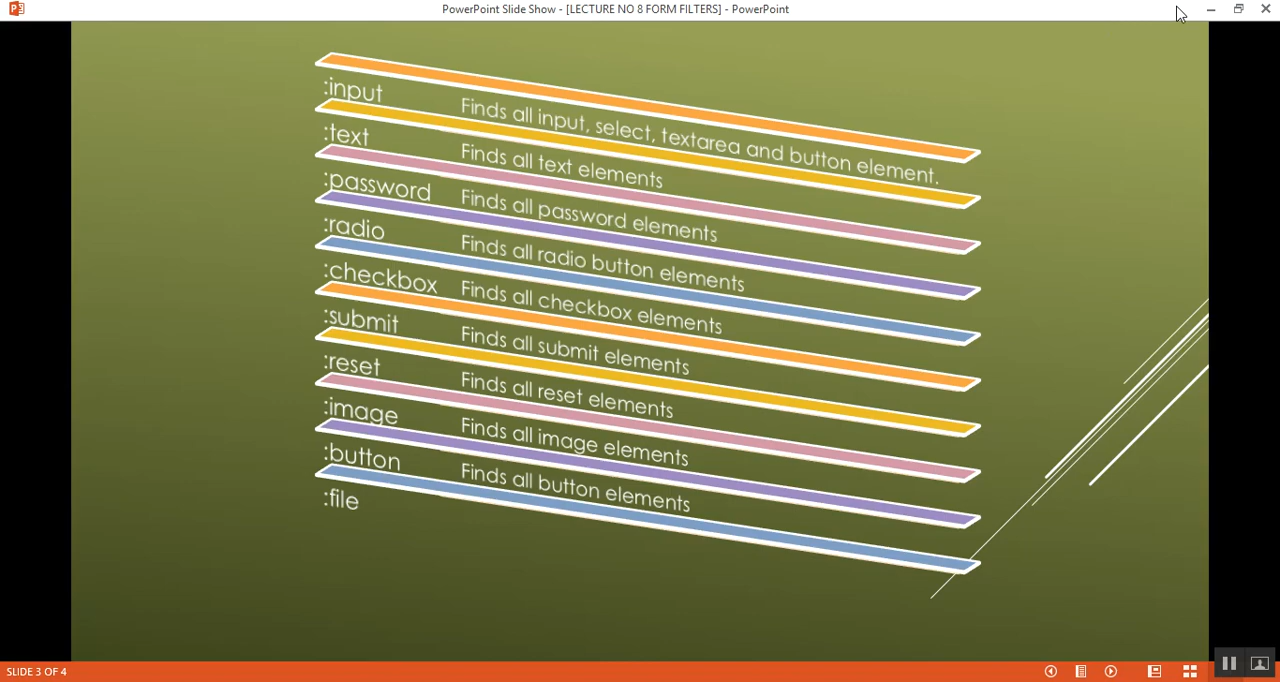 PowerPoint Slide Show - [LECTURE NO 8 FORM FILTERS] - PowerPoint
:input Finds all input, select, textarea and button element.
:text Finds all text elements
:password Finds all password elements
:radio Finds all radio button elements
:checkbox Finds all checkbox elements
:submit Finds all submit elements
:reset Finds all reset elements
:image Finds all image elements
:button Finds all button elements
:file
SLIDE 3 OF 4